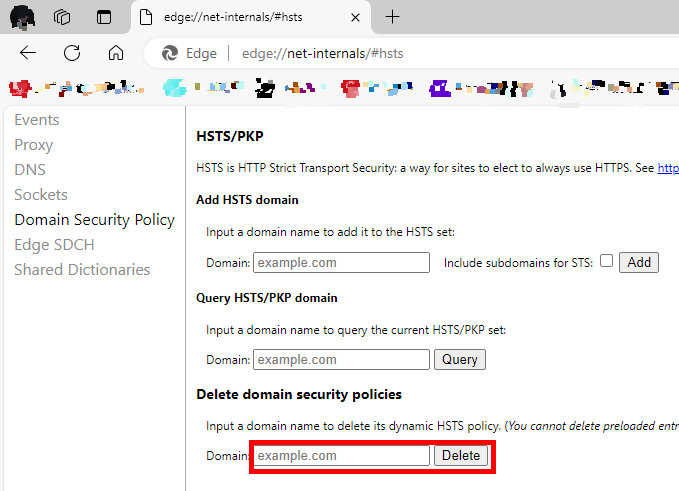 edge://net-internals/#hsts
Edge edge://net-internals/#hsts
Events
Proxy
DNS
Sockets
Domain Security Policy
Edge SDCH
Shared Dictionaries
HSTS/PKP
HSTS is HTTP Strict Transport Security: a way for sites to elect to always use HTTPS. See http
Add HSTS domain
Input a domain name to add it to the HSTS set:
Domain: example.com Include subdomains for STS: Add
Query HSTS/PKP domain
Input a domain name to query the current HSTS/PKP set:
Domain: example.com Query
Delete domain security policies
Input a domain name to delete its dynamic HSTS policy. (You cannot delete preloaded entr
Domain: example.com Delete